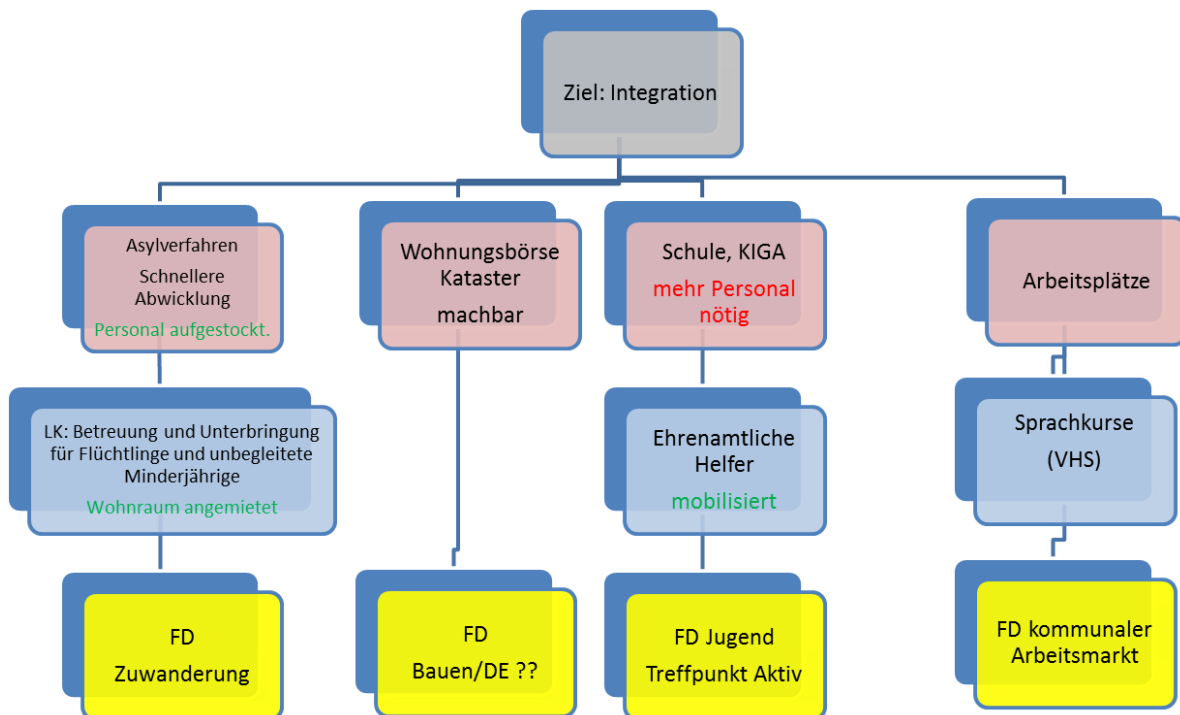 Ziel: Integration
Asylverfahren
Schnellere
Abwicklung
Personal aufgestockt.
Wohnungsbörse
Kataster
machbar
Schule, KIGA
mehr Personal
nötig
Arbeitsplätze
LK: Betreuung und Unterbringung
für Flüchtlinge und unbegleitete
Minderjährige
Wohnraum angemietet
Ehrenamtliche
Helfer
mobilisiert
Sprachkurse
(VHS)
FD
Zuwanderung
FD
Bauen/DE ??
FD Jugend
Treffpunkt Aktiv
FD kommunaler
Arbeitsmarkt